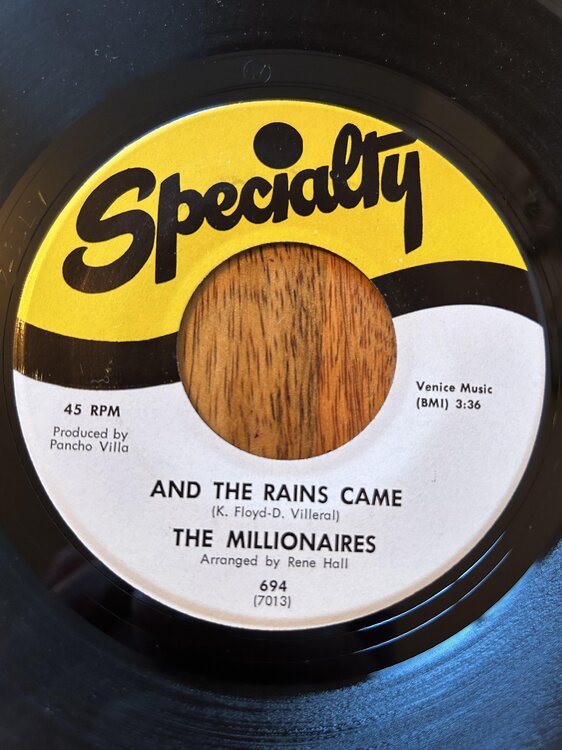 Specialty
45 RPM
Produced by
Pancho Villa
Venice Music
(BMI) 3:36
AND THE RAINS CAME
(K. Floyd-D. Villeral)
THE MILLIONAIRES
Arranged by Rene Hall
694
(7013)